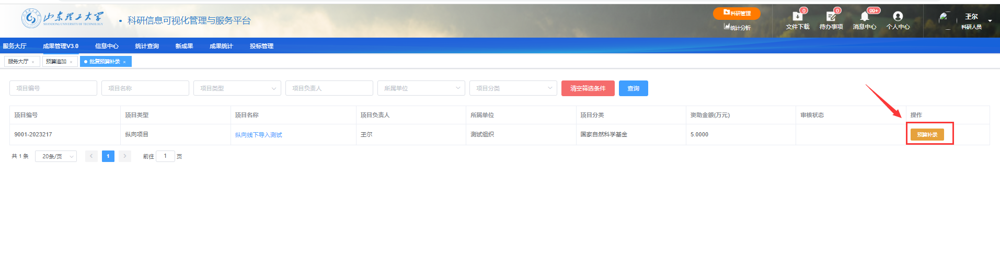 山东理工大学
SHANDONG UNIVERSITY OF TECHNOLOGY
• 科研信息可视化管理与服务平台
科研管理
统计分析
0
0
99+
文件下载 待办事项 消息中心 个人中心
王尔
科研人员
服务大厅 成果管理V3.0 信息中心 统计查询 新成果 成果统计 投标管理
服务大厅 × 预算追加 × 批复预算补录 ×
项目编号 项目名称 项目类型 项目负责人 所属单位 项目分类 清空筛选条件 查询
项目编号 项目类型 项目名称 项目负责人 所属单位 项目分类 资助金额(万元) 审核状态 操作
9001-2023217 纵向项目 纵向线下导入测试 王尔 测试组织 国家自然科学基金 5.0000 预算补录
共 1 条 20条/页 < 1 > 前往 1 页